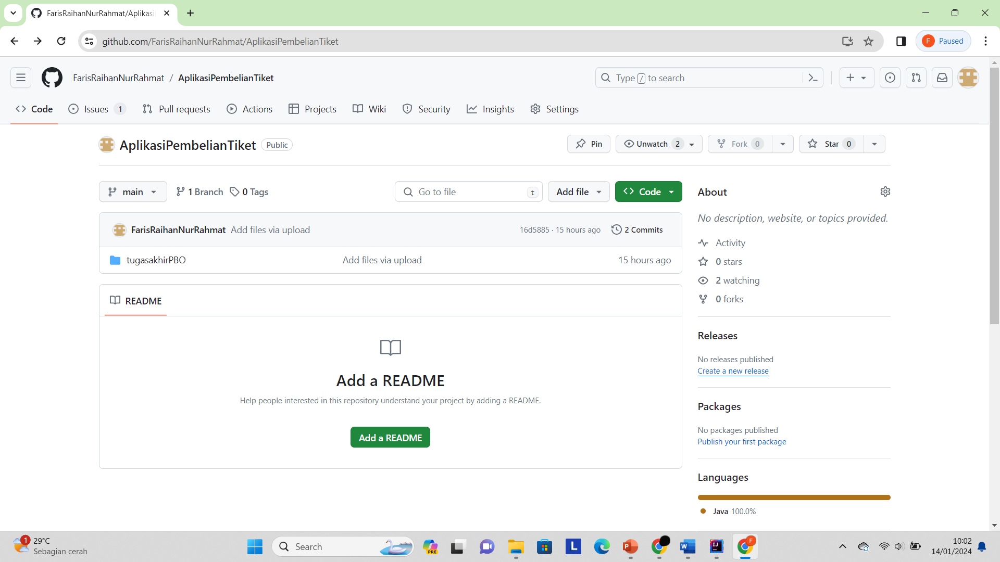 FarisRaihanNurRahmat/Aplikasi
github.com/FarisRaihanNurRahmat/AplikasiPembelianTiket
F Paused
FarisRaihanNurRahmat / AplikasiPembelianTiket
Type / to search
Code Issues 1 Pull requests Actions Projects Wiki Security Insights Settings
AplikasiPembelianTiket Public
Pin Unwatch 2 Fork 0 Star 0
main 1 Branch 0 Tags Go to file t Add file Code
FarisRaihanNurRahmat Add files via upload 16d5885 · 15 hours ago 2 Commits
tugasakhirPBO Add files via upload 15 hours ago
README
Add a README
Help people interested in this repository understand your project by adding a README.
Add a README
About
No description, website, or topics provided.
Activity
0 stars
2 watching
0 forks
Releases
No releases published
Create a new release
Packages
No packages published
Publish your first package
Languages
Java 100.0%
1
29°C
Sebagian cerah
Search
PRE
L
P
W
IJ
F
10:02
14/01/2024